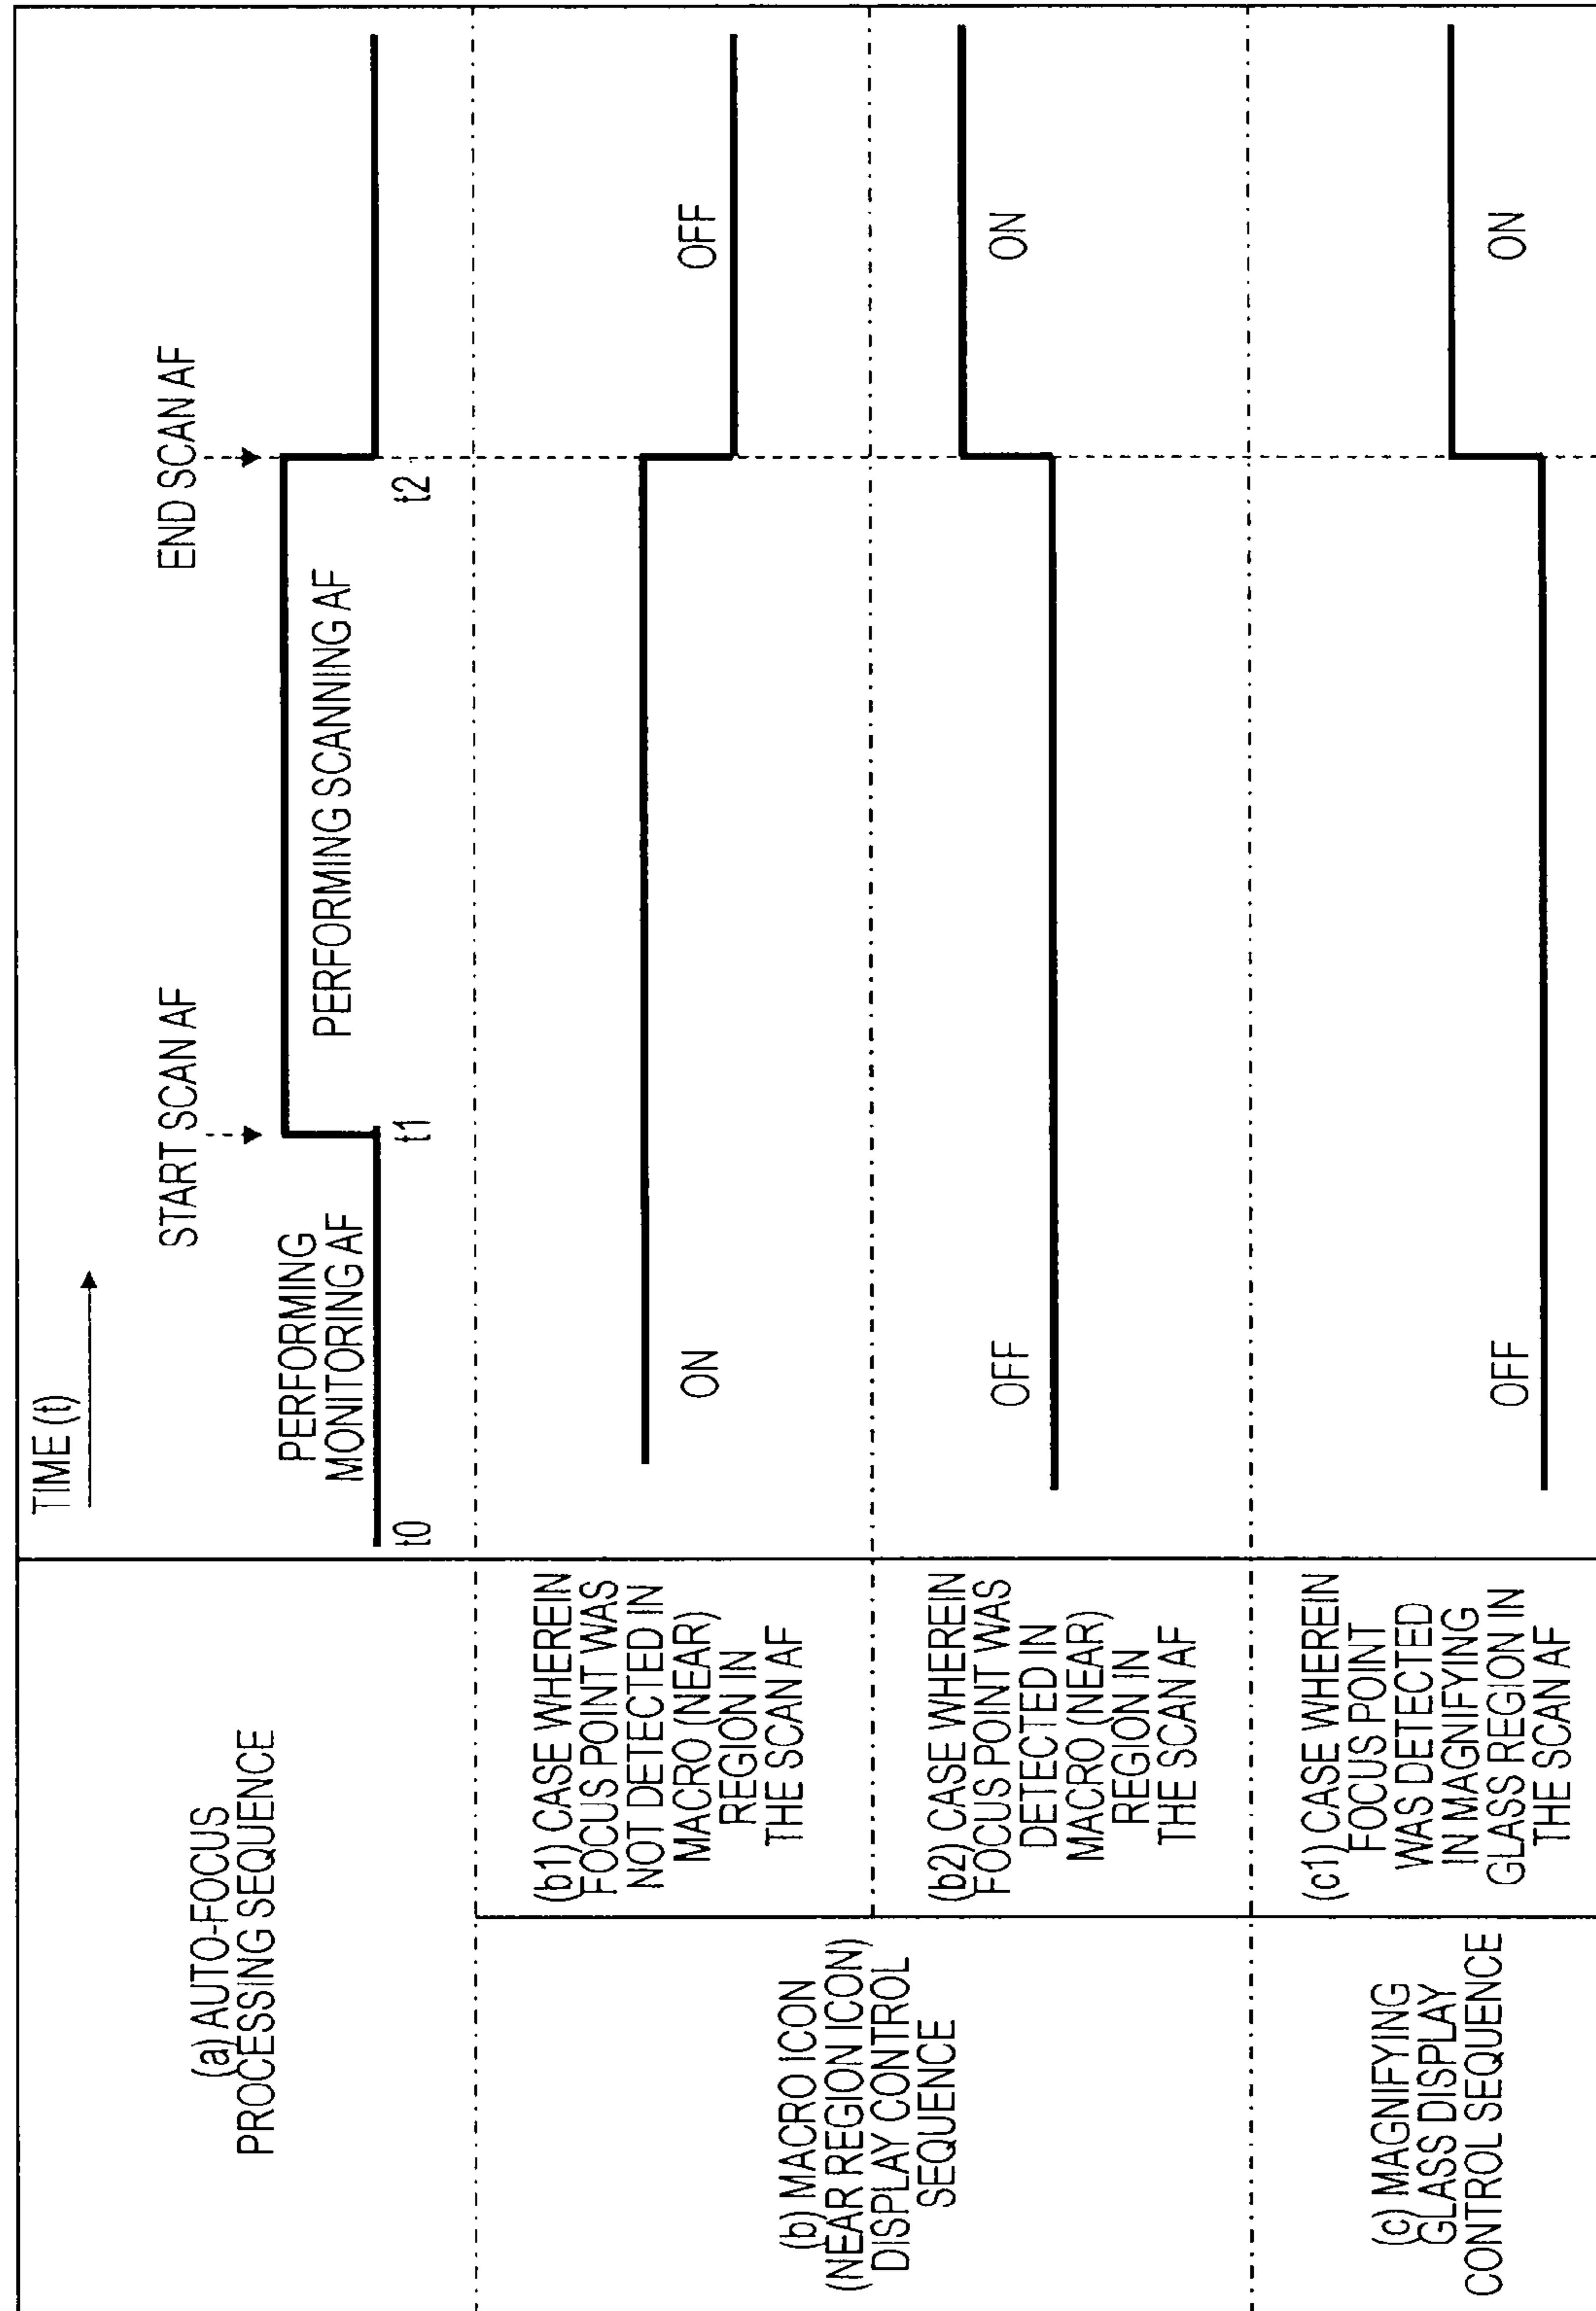 TIME (t)
START SCAN AF
END SCAN AF
(a) AUTO-FOCUS
PROCESSING SEQUENCE
PERFORMING
MONITORING AF
PERFORMING SCANNING AF
t0
t1
t2
(b) MACRO ICON
(NEAR REGION ICON)
DISPLAY CONTROL
SEQUENCE
(b1) CASE WHEREIN
FOCUS POINT WAS
NOT DETECTED IN
MACRO (NEAR)
REGION IN
THE SCAN AF
ON
OFF
(b2) CASE WHEREIN
FOCUS POINT WAS
DETECTED IN
MACRO (NEAR)
REGION IN
THE SCAN AF
OFF
ON
(c) MAGNIFYING
GLASS DISPLAY
CONTROL SEQUENCE
(c1) CASE WHEREIN
FOCUS POINT
WAS DETECTED
IN MAGNIFYING
GLASS REGION IN
THE SCAN AF
OFF
ON